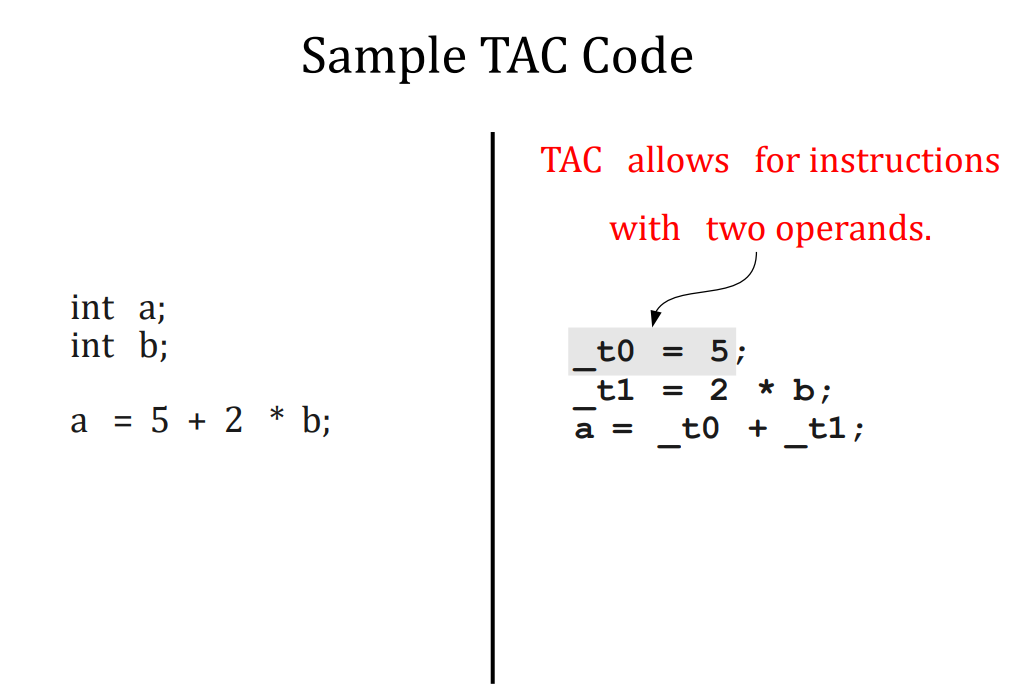 Sample TAC Code
int a;
int b;
a = 5 + 2 * b;
TAC allows for instructions
with two operands.
_t0 = 5;
_t1 = 2 * b;
a = _t0 + _t1;